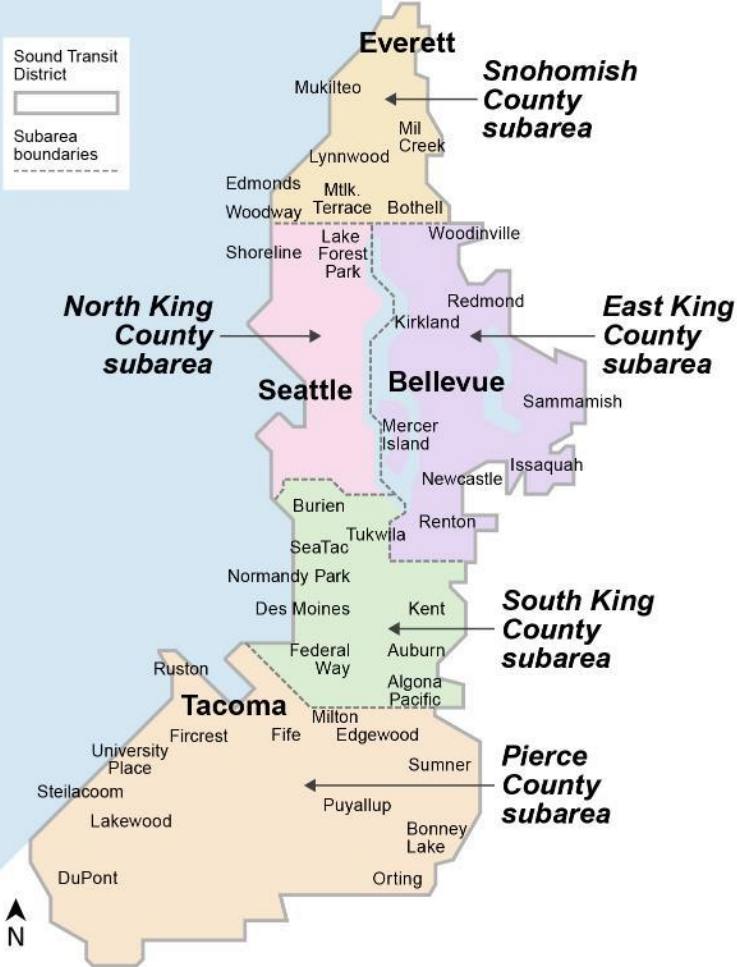 Everett
Sound Transit
District
Subarea
boundaries
Snohomish
County
subarea
Mukilteo
Mil
Creek
Lynnwood
Edmonds
Mtlk.
Terrace
Woodway
Bothell
Woodinville
Shoreline
Lake
Forest
Park
North King
County
subarea
Redmond
Kirkland
East King
County
subarea
Seattle
Bellevue
Sammamish
Mercer
Island
Issaquah
Newcastle
Burien
Renton
Tukwila
SeaTac
Normandy Park
Des Moines
Kent
South King
County
subarea
Federal
Way
Auburn
Algona
Pacific
Ruston
Tacoma
Milton
Fircrest
Fife
Edgewood
University
Place
Sumner
Pierce
County
subarea
Steilacoom
Puyallup
Lakewood
Bonney
Lake
DuPont
Orting
N